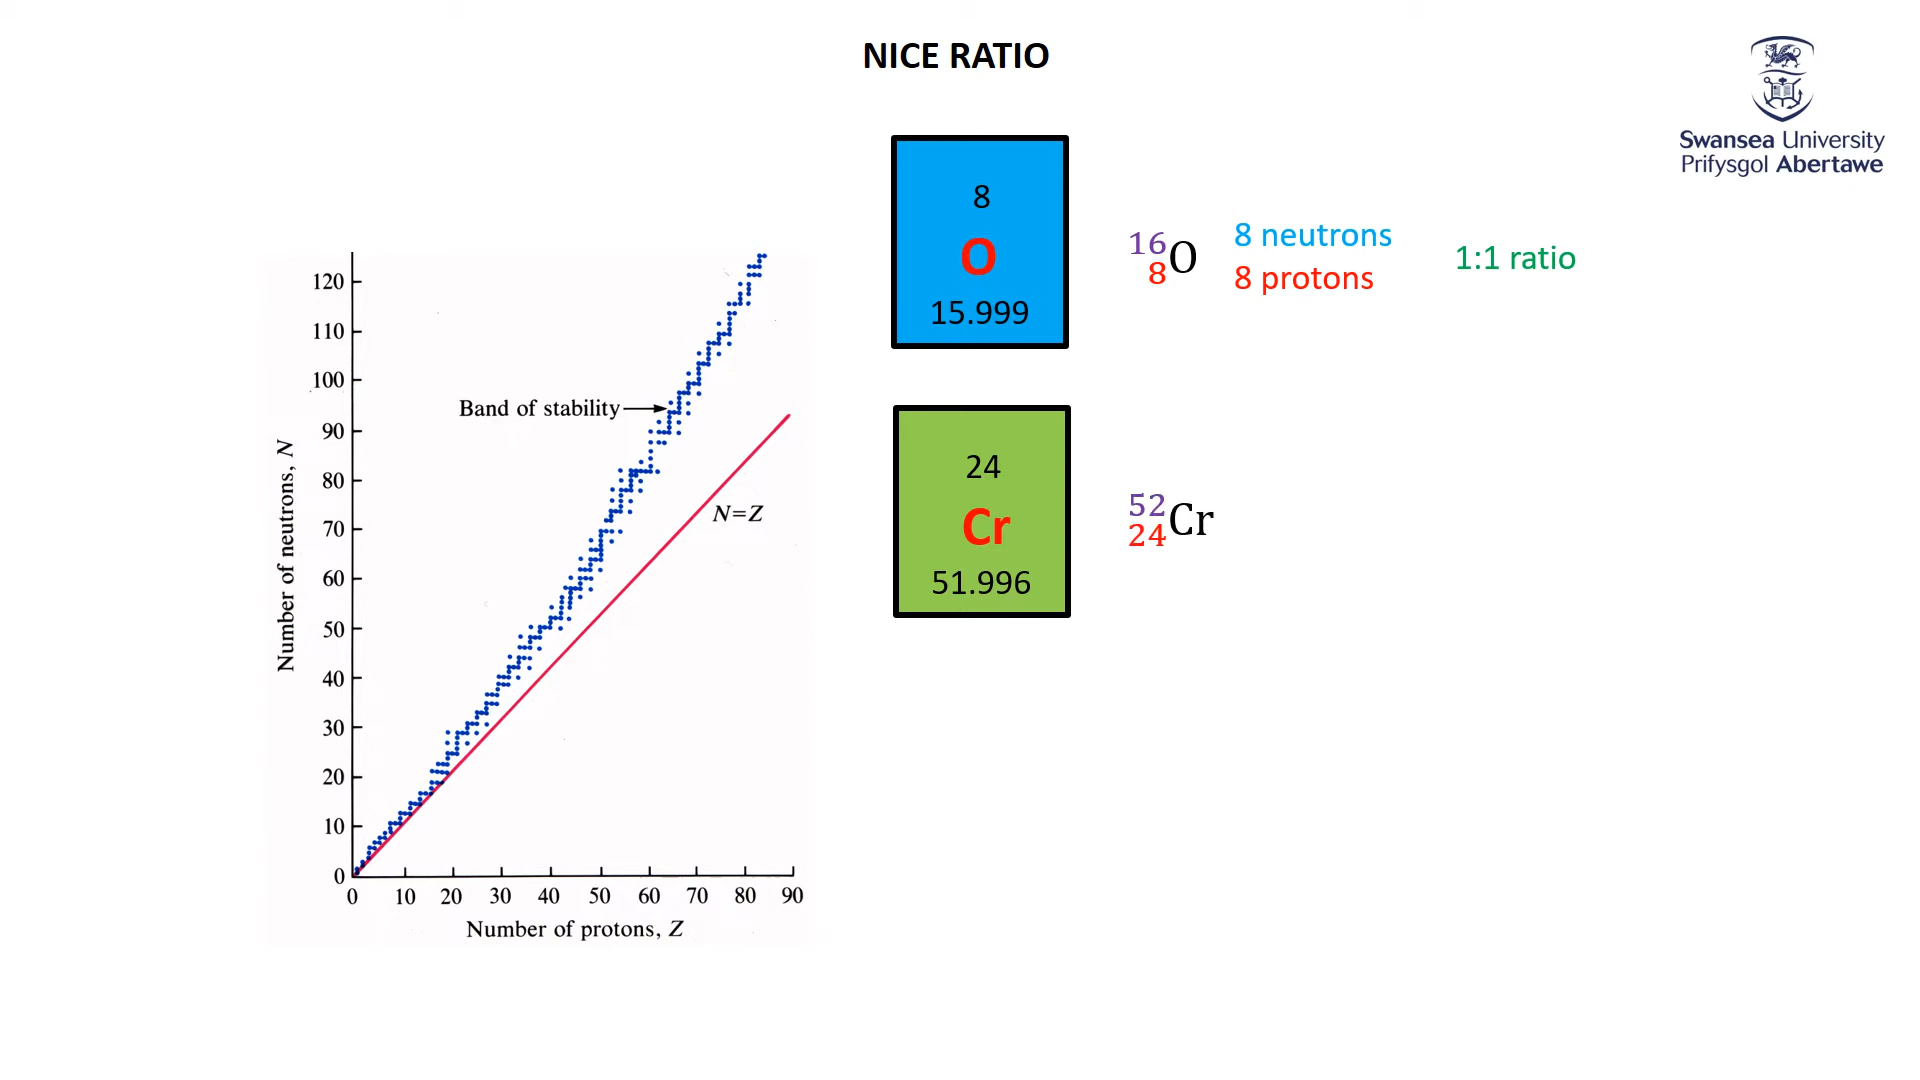 NICE RATIO
Swansea University
Prifysgol Abertawe
8
O
15.999
16
8
O
8 neutrons
8 protons
1:1 ratio
24
Cr
51.996
52
24
Cr
Number of neutrons, N
120
110
100
90
80
70
60
50
40
30
20
10
0
Band of stability
N=Z
0 10 20 30 40 50 60 70 80 90
Number of protons, Z